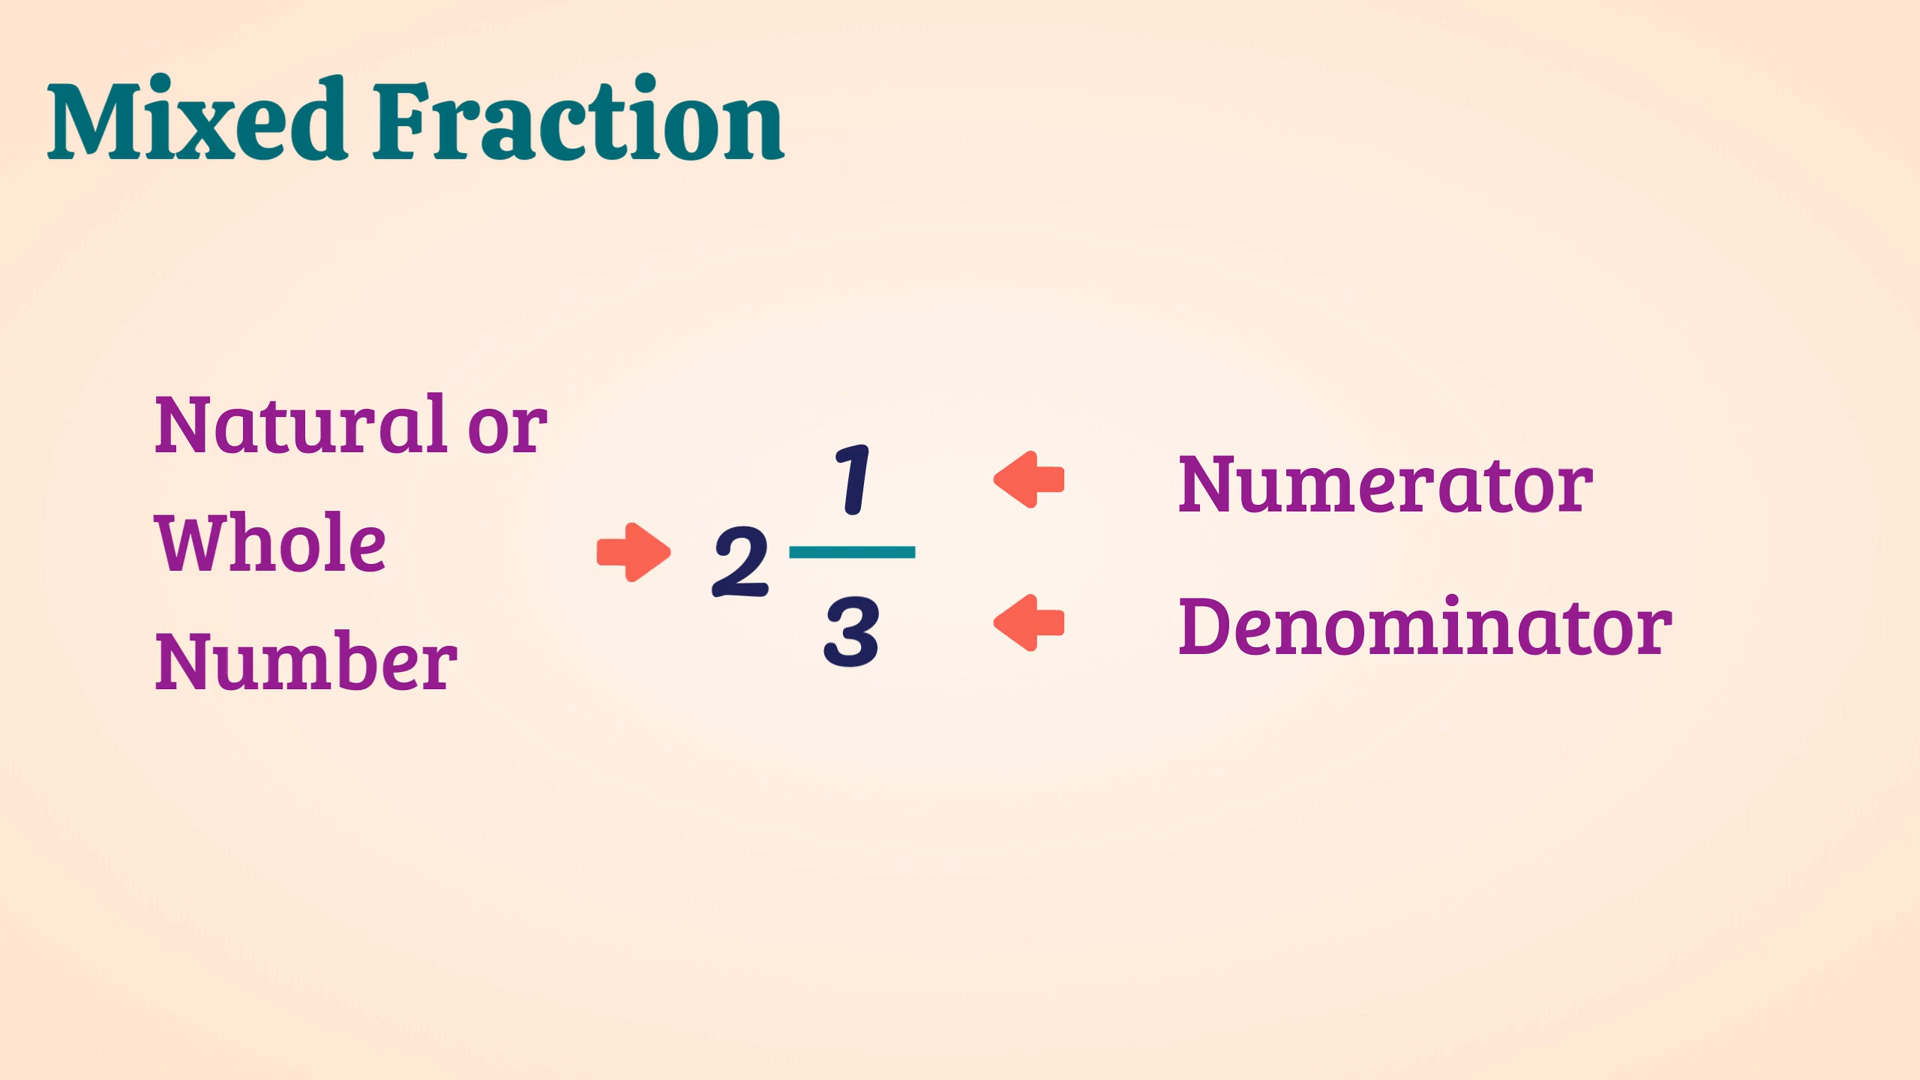 Mixed Fraction
Natural or
Whole
Number
2 1
3
Numerator
Denominator